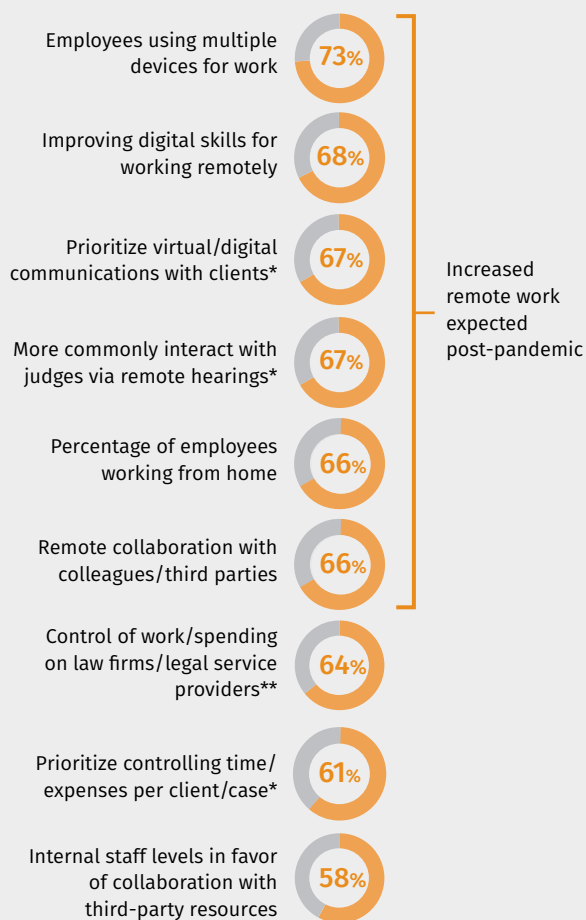 Employees using multiple
devices for work
73%
Improving digital skills for
working remotely
68%
Prioritize virtual/digital
communications with clients*
67%
More commonly interact with
judges via remote hearings*
67%
Percentage of employees
working from home
66%
Remote collaboration with
colleagues/third parties
66%
Increased
remote work
expected
post-pandemic
Control of work/spending
on law firms/legal service
providers**
64%
Prioritize controlling time/
expenses per client/case*
61%
Internal staff levels in favor
of collaboration with
third-party resources
58%